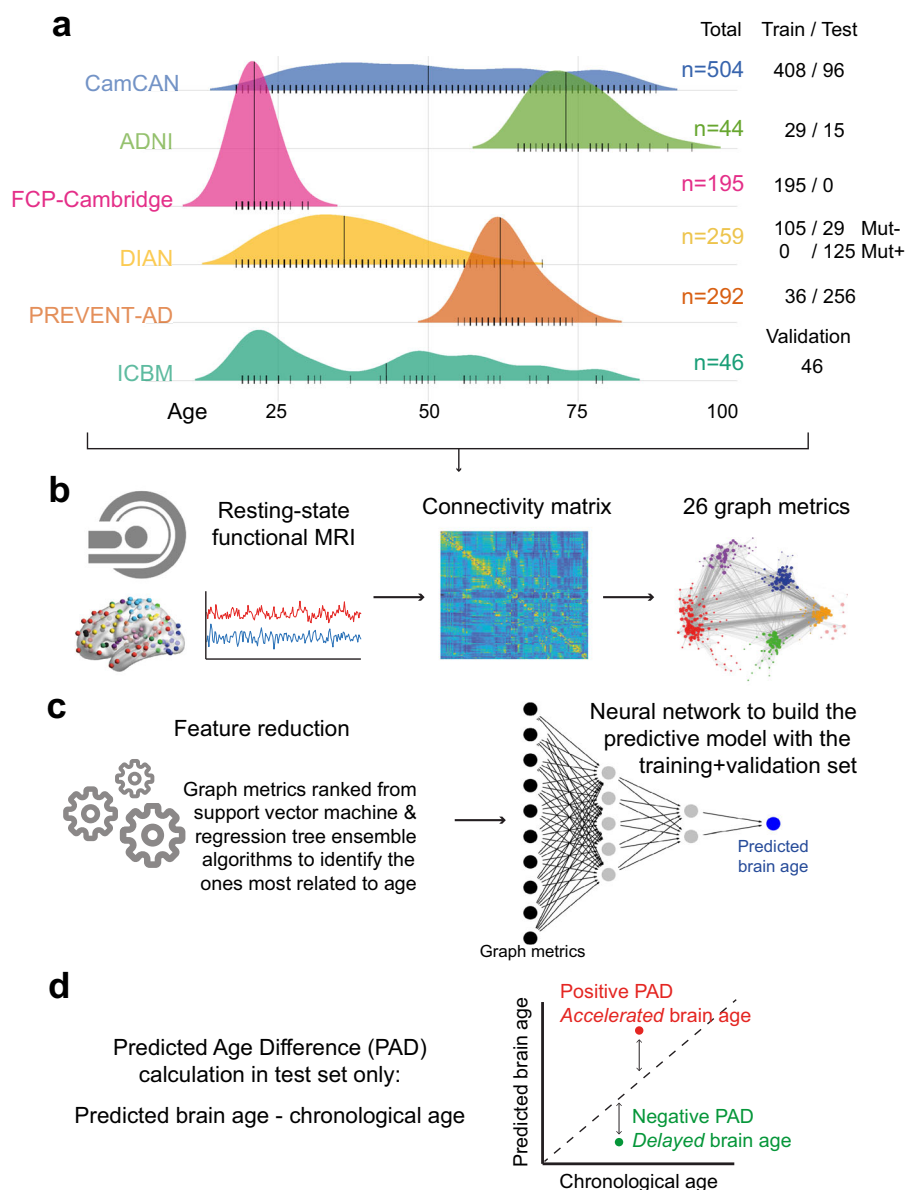 a
Total Train / Test
CamCAN n=504 408 / 96
ADNI n=44 29 / 15
FCP-Cambridge n=195 195 / 0
DIAN n=259 105 / 29 Mut-
0 / 125 Mut+
PREVENT-AD n=292 36 / 256
Validation
ICBM n=46 46
Age 25 50 75 100
b
Resting-state
functional MRI
Connectivity matrix
26 graph metrics
c
Feature reduction
Graph metrics ranked from
support vector machine &
regression tree ensemble
algorithms to identify the
ones most related to age
Neural network to build the
predictive model with the
training+validation set
Predicted
brain age
Graph metrics
d
Predicted Age Difference (PAD)
calculation in test set only:
Predicted brain age - chronological age
Predicted brain age
Positive PAD
Accelerated brain age
Negative PAD
Delayed brain age
Chronological age